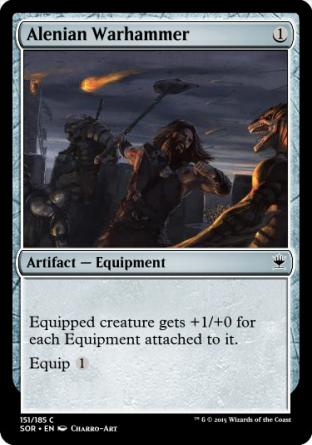 Alenian Warhammer 1
Artifact — Equipment
Equipped creature gets +1/+0 for
each Equipment attached to it.
Equip 1
151/185 C
SOR • EN Charro-Art
™ & © 2015 Wizards of the Coast